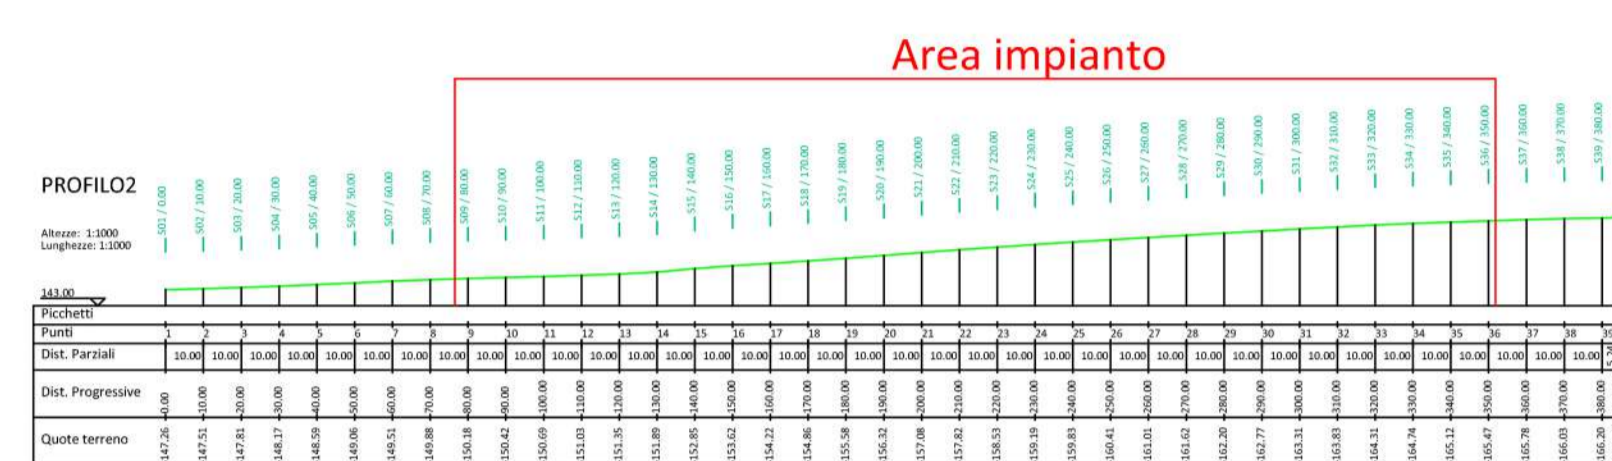 Area impianto
S01 / 0.00 S02 / 10.00 S03 / 20.00 S04 / 30.00 S05 / 40.00 S06 / 50.00 S07 / 60.00 S08 / 70.00 S09 / 80.00 S10 / 90.00 S11 / 100.00 S12 / 110.00 S13 / 120.00 S14 / 130.00 S15 / 140.00 S16 / 150.00 S17 / 160.00 S18 / 170.00 S19 / 180.00 S20 / 190.00 S21 / 200.00 S22 / 210.00 S23 / 220.00 S24 / 230.00 S25 / 240.00 S26 / 250.00 S27 / 260.00 S28 / 270.00 S29 / 280.00 S30 / 290.00 S31 / 300.00 S32 / 310.00 S33 / 320.00 S34 / 330.00 S35 / 340.00 S36 / 350.00 S37 / 360.00 S38 / 370.00 S39 / 380.00
PROFILO2
Altezze: 1:1000
Lunghezze: 1:1000
143.00
Picchetti
Punti 1 2 3 4 5 6 7 8 9 10 11 12 13 14 15 16 17 18 19 20 21 22 23 24 25 26 27 28 29 30 31 32 33 34 35 36 37 38 39
Dist. Parziali 10.00 10.00 10.00 10.00 10.00 10.00 10.00 10.00 10.00 10.00 10.00 10.00 10.00 10.00 10.00 10.00 10.00 10.00 10.00 10.00 10.00 10.00 10.00 10.00 10.00 10.00 10.00 10.00 10.00 10.00 10.00 10.00 10.00 10.00 10.00 10.00 10.00 10.00
Dist. Progressive 0.00 10.00 20.00 30.00 40.00 50.00 60.00 70.00 80.00 90.00 100.00 110.00 120.00 130.00 140.00 150.00 160.00 170.00 180.00 190.00 200.00 210.00 220.00 230.00 240.00 250.00 260.00 270.00 280.00 290.00 300.00 310.00 320.00 330.00 340.00 350.00 360.00 370.00 380.00
Quote terreno 147.26 147.51 147.81 148.17 148.59 149.06 149.51 149.88 150.18 150.42 150.69 151.03 151.35 151.89 152.85 153.62 154.22 154.86 155.58 156.32 157.08 157.82 158.53 159.19 159.83 160.41 161.01 161.62 162.20 162.77 163.31 163.83 164.31 164.74 165.12 165.47 165.78 166.03 166.20